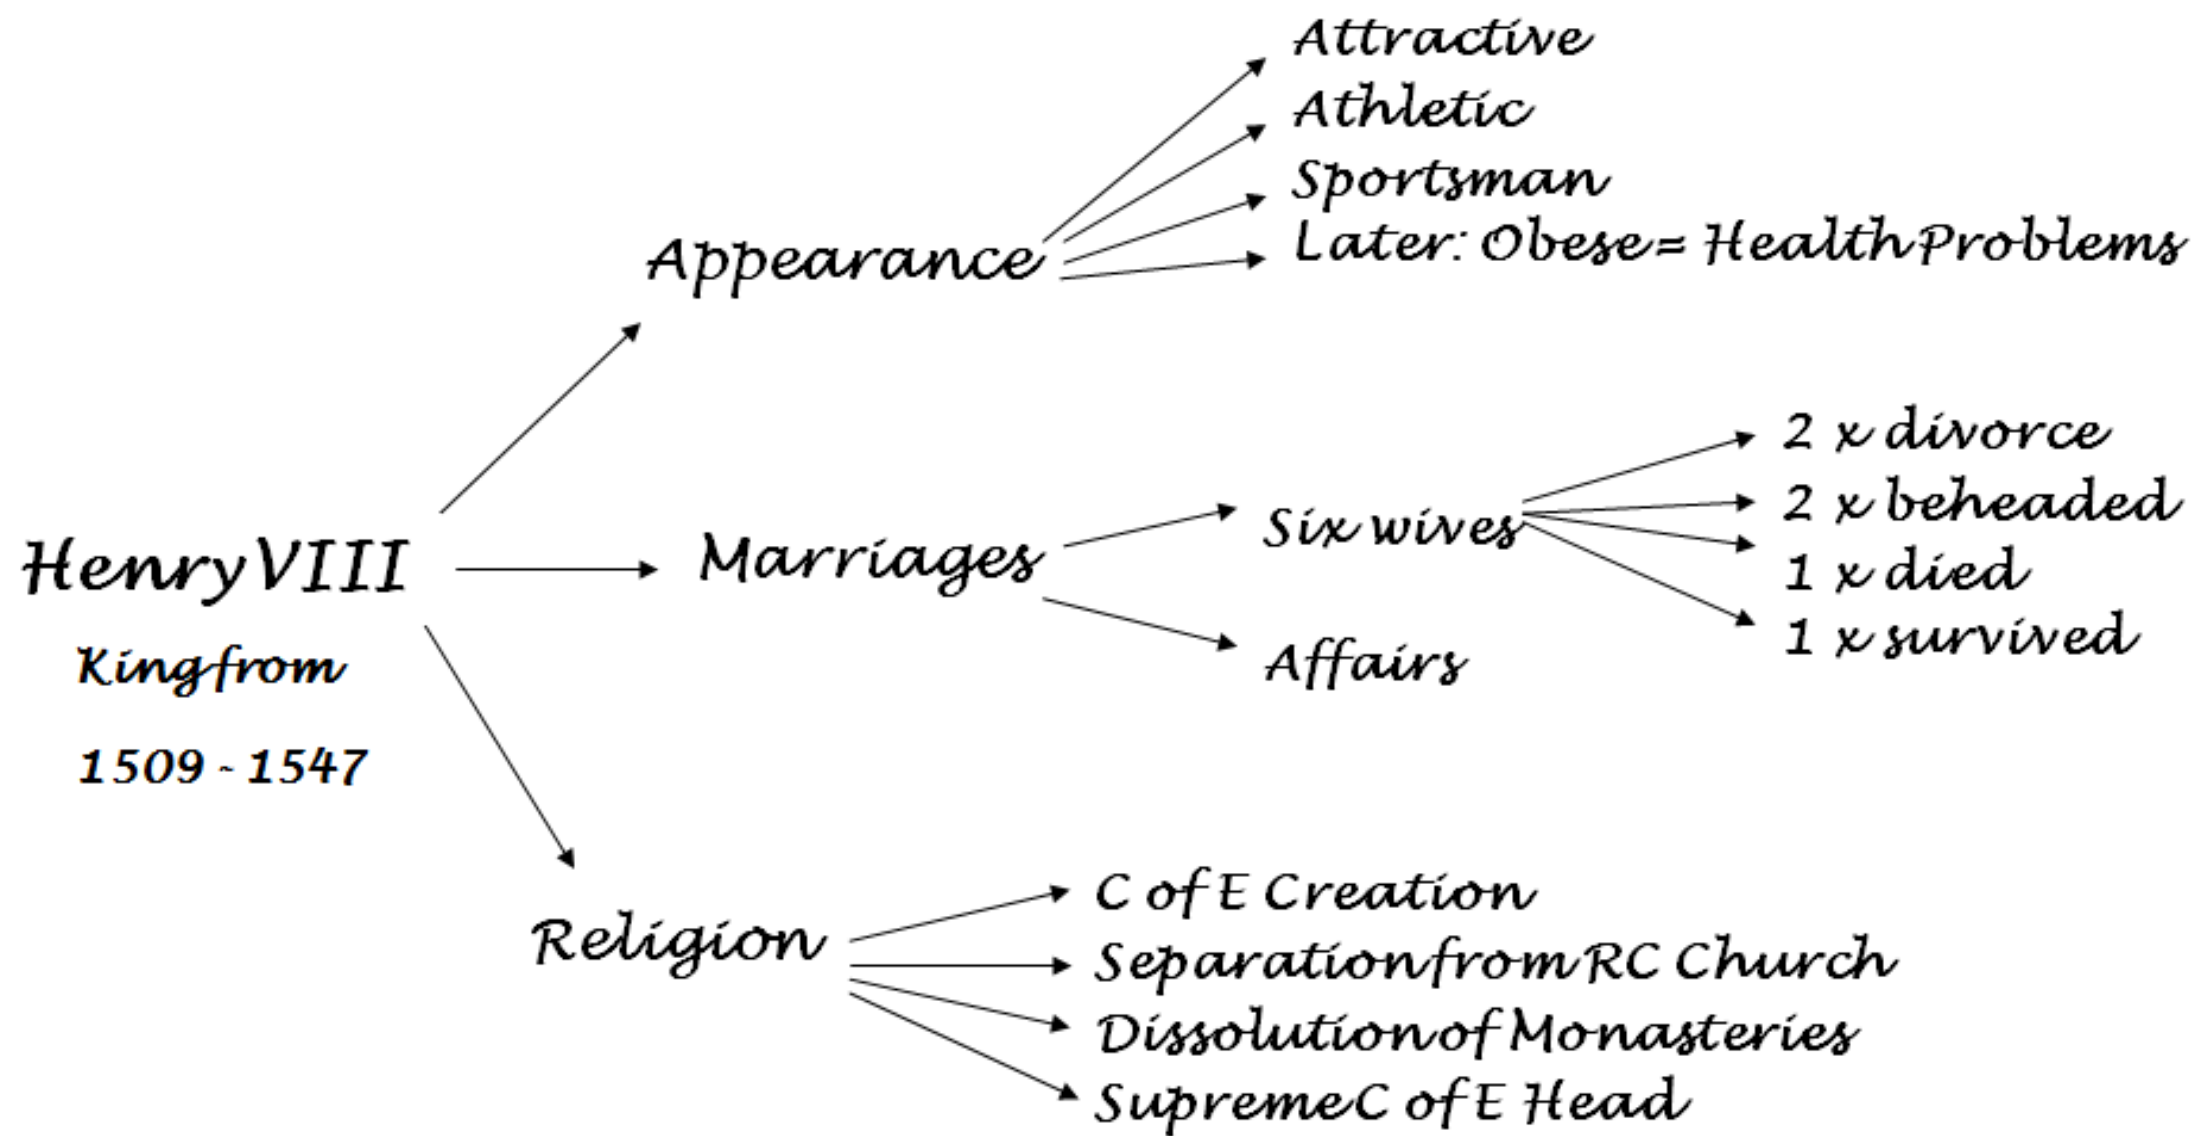 Attractive
Athletic
Sportsman
Later: Obese = Health Problems
Appearance
2 x divorce
2 x beheaded
1 x died
1 x survived
Six wives
Marriages
Affairs
Henry VIII
King from
1509 - 1547
Religion
C of E Creation
Separation from RC Church
Dissolution of Monasteries
Supreme C of E Head